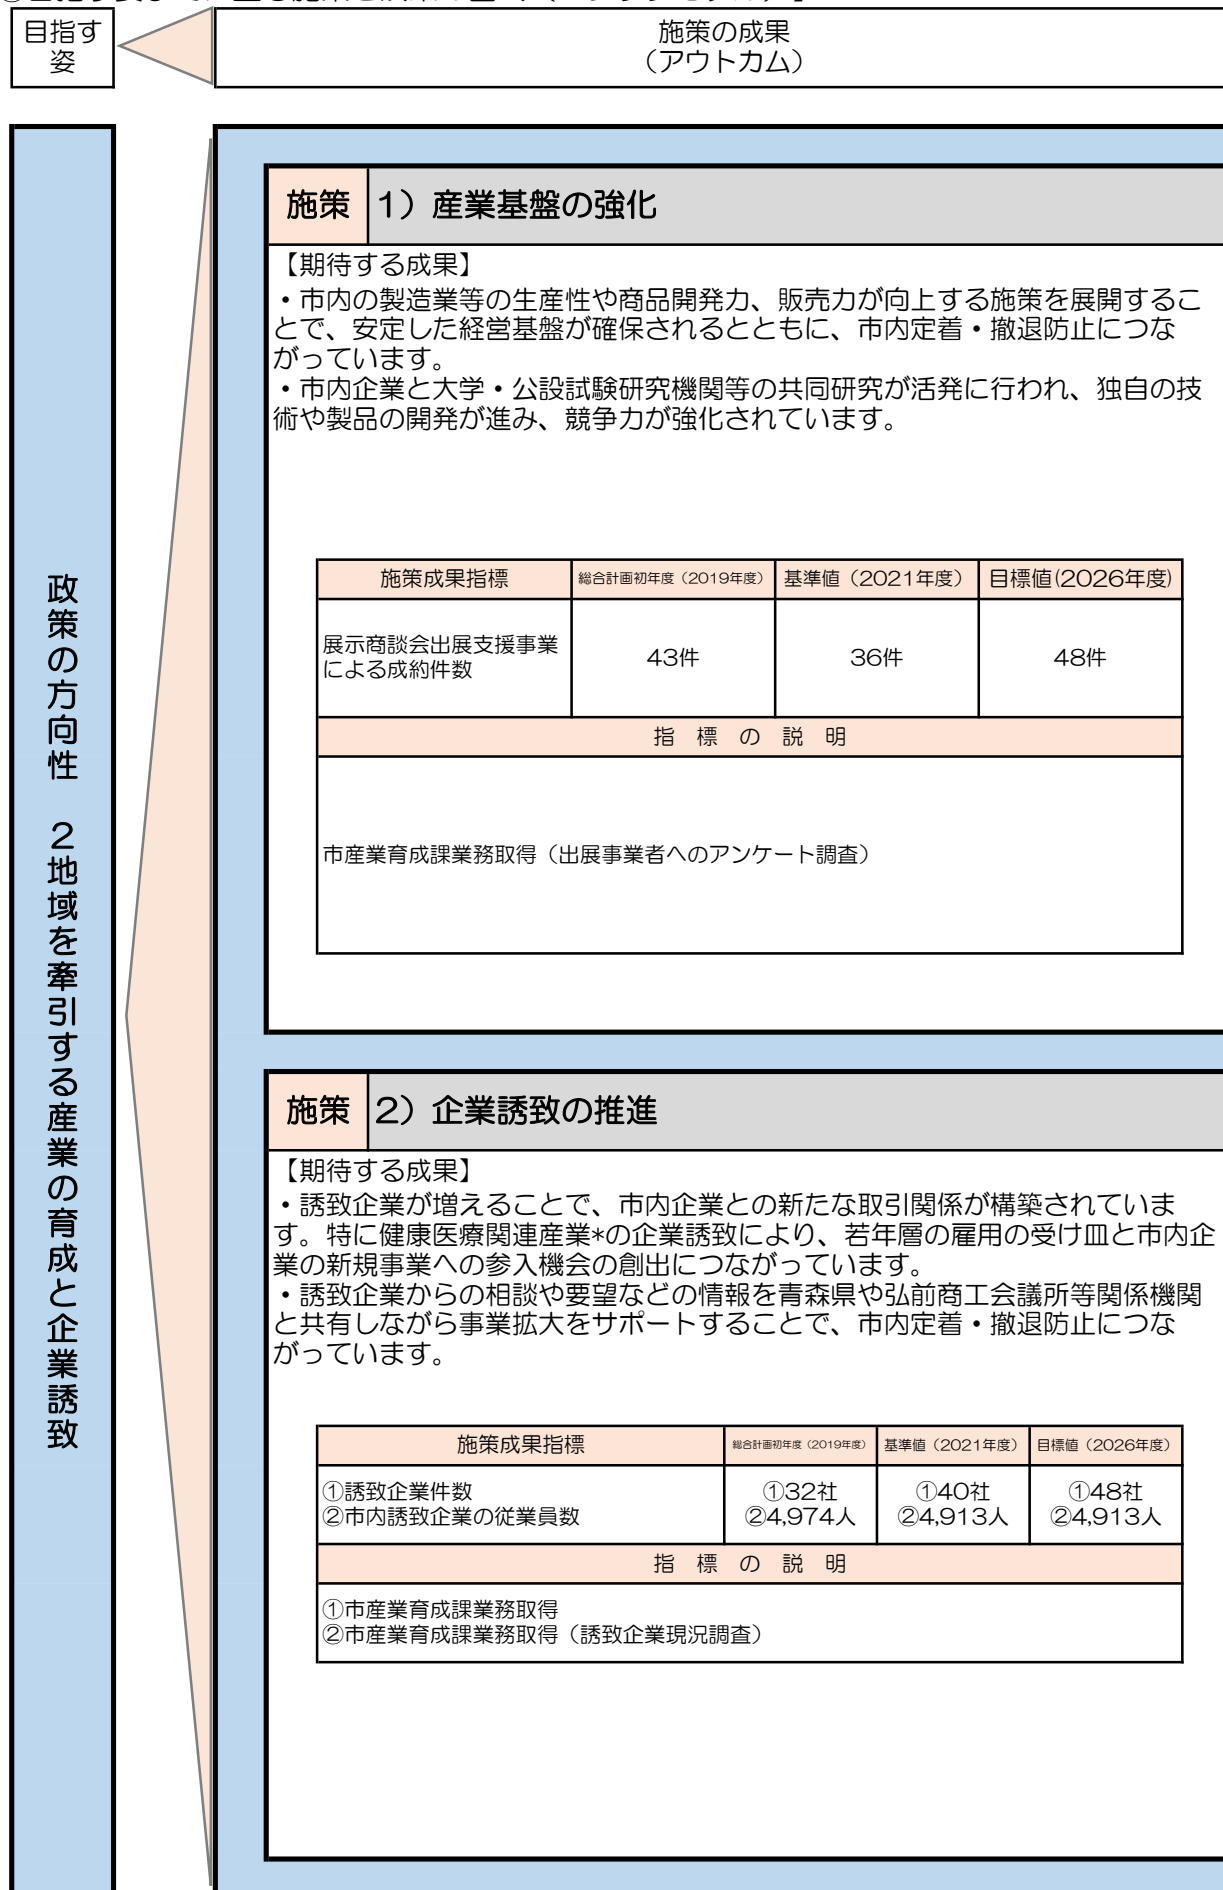 目指す
姿
施策の成果
（アウトカム）
政策の方向性　２地域を牽引する産業の育成と企業誘致
施策 1）産業基盤の強化
【期待する成果】
・市内の製造業等の生産性や商品開発力、販売力が向上する施策を展開するこ
とで、安定した経営基盤が確保されるとともに、市内定着・撤退防止につな
がっています。
・市内企業と大学・公設試験研究機関等の共同研究が活発に行われ、独自の技
術や製品の開発が進み、競争力が強化されています。
施策成果指標 総合計画初年度（2019年度） 基準値（2021年度） 目標値(2026年度)
展示商談会出展支援事業
による成約件数 43件 36件 48件
指　標　の　説　明
市産業育成課業務取得（出展事業者へのアンケート調査）
施策 2）企業誘致の推進
【期待する成果】
・誘致企業が増えることで、市内企業との新たな取引関係が構築されていま
す。特に健康医療関連産業*の企業誘致により、若年層の雇用の受け皿と市内企
業の新規事業への参入機会の創出につながっています。
・誘致企業からの相談や要望などの情報を青森県や弘前商工会議所等関係機関
と共有しながら事業拡大をサポートすることで、市内定着・撤退防止につな
がっています。
施策成果指標 総合計画初年度（2019年度） 基準値（2021年度） 目標値（2026年度）
①誘致企業件数 ①32社 ①40社 ①48社
②市内誘致企業の従業員数 ②4,974人 ②4,913人 ②4,913人
指　標　の　説　明
①市産業育成課業務取得
②市産業育成課業務取得（誘致企業現況調査）